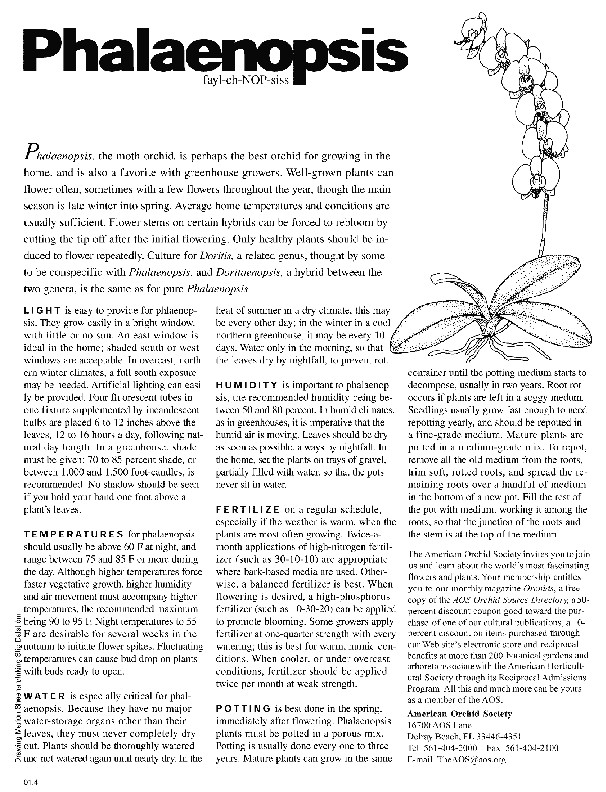 Phalaenopsis
fayl-eh-NOP-siss
Phalaenopsis, the moth orchid, is perhaps the best orchid for growing in the
home, and is also a favorite with greenhouse growers. Well-grown plants can
flower often, sometimes with a few flowers throughout the year, though the main
season is late winter into spring. Average home temperatures and conditions are
usually sufficient. Flower stems on certain hybrids can be forced to rebloom by
cutting the tip off after the initial flowering. Only healthy plants should be in-
duced to flower repeatedly. Culture for Doritis, a related genus, thought by some
to be conspecific with Phalaenopsis, and Doritaenopsis, a hybrid between the
two genera, is the same as for pure Phalaenopsis
LIGHT is easy to provide for phlaenop-
sis. They grow easily in a bright window,
with little or no sun. An east window is
ideal in the home; shaded south or west
windows are acceptable. In overcast, north
ern winter climates, a full south exposure
may be needed. Artificial lighting can easi
ly be provided. Four fluorescent tubes in
one fixture supplemented by incandescent
bulbs are placed 6 to 12 inches above the
leaves, 12 to 16 hours a day, following nat-
ural day length. In a greenhouse, shade
must be given; 70 to 85 percent shade, or
between 1,000 and 1,500 foot-candles, is
recommended. No shadow should be seen
if you hold your hand one foot above a
plant's leaves.
TEMPERATURES for phalaenopsis
should usually be above 60 F at night, and
range between 75 and 85 F or more during
the day. Although higher temperatures force
faster vegetative growth, higher humidity
and air movement must accompany higher
temperatures, the recommended maximum
being 90 to 95 F. Night temperatures to 55
F are desirable for several weeks in the
autumn to initiate flower spikes. Fluctuating
temperatures can cause bud drop on plants
with buds ready to open.
WATER is especially critical for phal-
aenopsis. Because they have no major
water-storage organs other than their
leaves, they must never completely dry
out. Plants should be thoroughly watered
and not watered again until nearly dry. In the
heat of summer in a dry climate, this may
be every other day; in the winter in a cool
northern greenhouse, it may be every 10
days. Water only in the morning, so that
the leaves dry by nightfall, to prevent rot.
HUMIDITY is important to phalaenop
sis, the recommended humidity being be-
tween 50 and 80 percent. In humid climates,
as in greenhouses, it is imperative that the
humid air is moving. Leaves should be dry
as soon as possible, always by nightfall. In
the home, set the plants on trays of gravel,
partially filled with water, so that the pots
never sit in water.
FERTILIZE on a regular schedule,
especially if the weather is warm, when the
plants are most often growing. Twice-a-
month applications of high-nitrogen fertil-
izer (such as 30-10-10) are appropriate
where bark-based media are used. Other-
wise, a balanced fertilizer is best. When
flowering is desired, a high-phosphorus
fertilizer (such as 10-30-20) can be applied
to promote blooming. Some growers apply
fertilizer at one-quarter strength with every
watering; this is best for warm, humid con-
ditions. When cooler, or under overcast
conditions, fertilizer should be applied
twice per month at weak strength.
POTTING is best done in the spring,
immediately after flowering. Phalaenopsis
plants must be potted in a porous mix.
Potting is usually done every one to three
years. Mature plants can grow in the same
container until the potting medium starts to
decompose, usually in two years. Root rot
occurs if plants are left in a soggy medium.
Seedlings usually grow fast enough to need
repotting yearly, and should be repotted in
a fine-grade medium. Mature plants are
potted in a medium-grade mix. To repot,
remove all the old medium from the roots,
trim soft, rotted roots, and spread the re-
maining roots over a handful of medium
in the bottom of a new pot. Fill the rest of
the pot with medium, working it among the
roots, so that the junction of the roots and
the stem is at the top of the medium
The American Orchid Society invites you to join
us and learn about the world's most fascinating
flowers and plants. Your membership entitles
you to our monthly magazine Orchids, a free
copy of the AOS Orchid Source Directory, a 30-
percent discount coupon good toward the pur-
chase of one of our cultural publications, a 10-
percent discount on items purchased through
our Web site's electronic store and reciprocal
benefits at more than 200 botanical gardens and
arboreta associated with the American Horticult-
ural Society through its Reciprocal Admissions
Program. All this and much more can be yours
as a member of the AOS.
American Orchid Society
16700 AOS Lane
Delray Beach, FL 33446-4351
Tel 561-404-2000 Fax 561-404-2100
E-mail TheAOS@aos.org
01.4